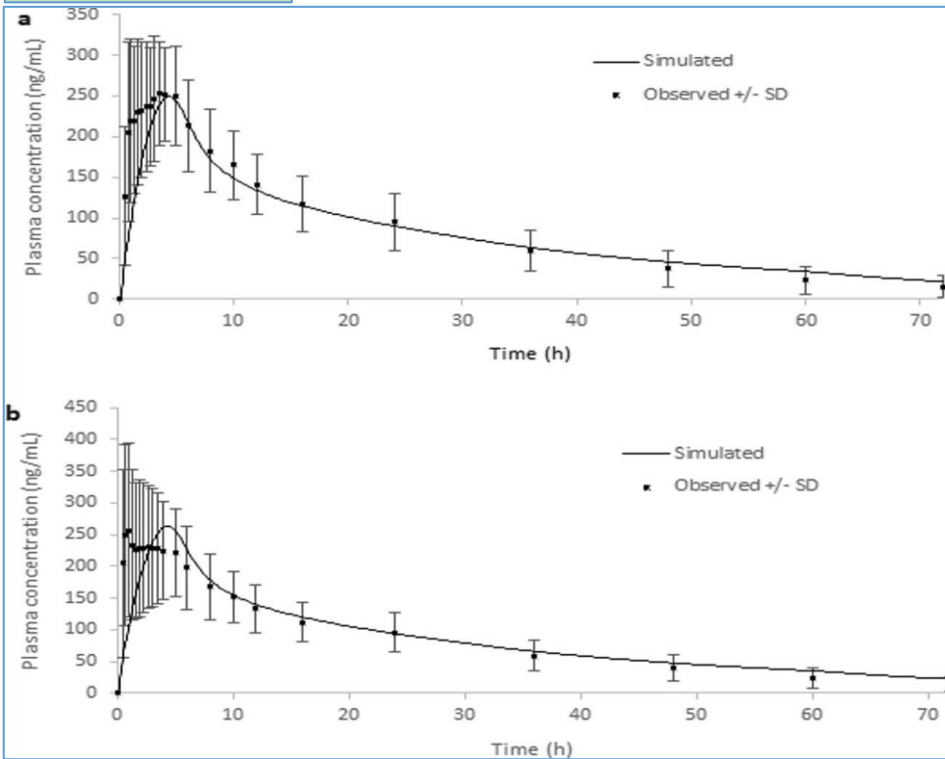 a
Plasma concentration (ng/mL)
350
300
250
200
150
100
50
0
Simulated
Observed +/- SD
0 10 20 30 40 50 60 70
Time (h)
b
Plasma concentration (ng/mL)
450
400
350
300
250
200
150
100
50
0
Simulated
Observed +/- SD
0 10 20 30 40 50 60 70
Time (h)